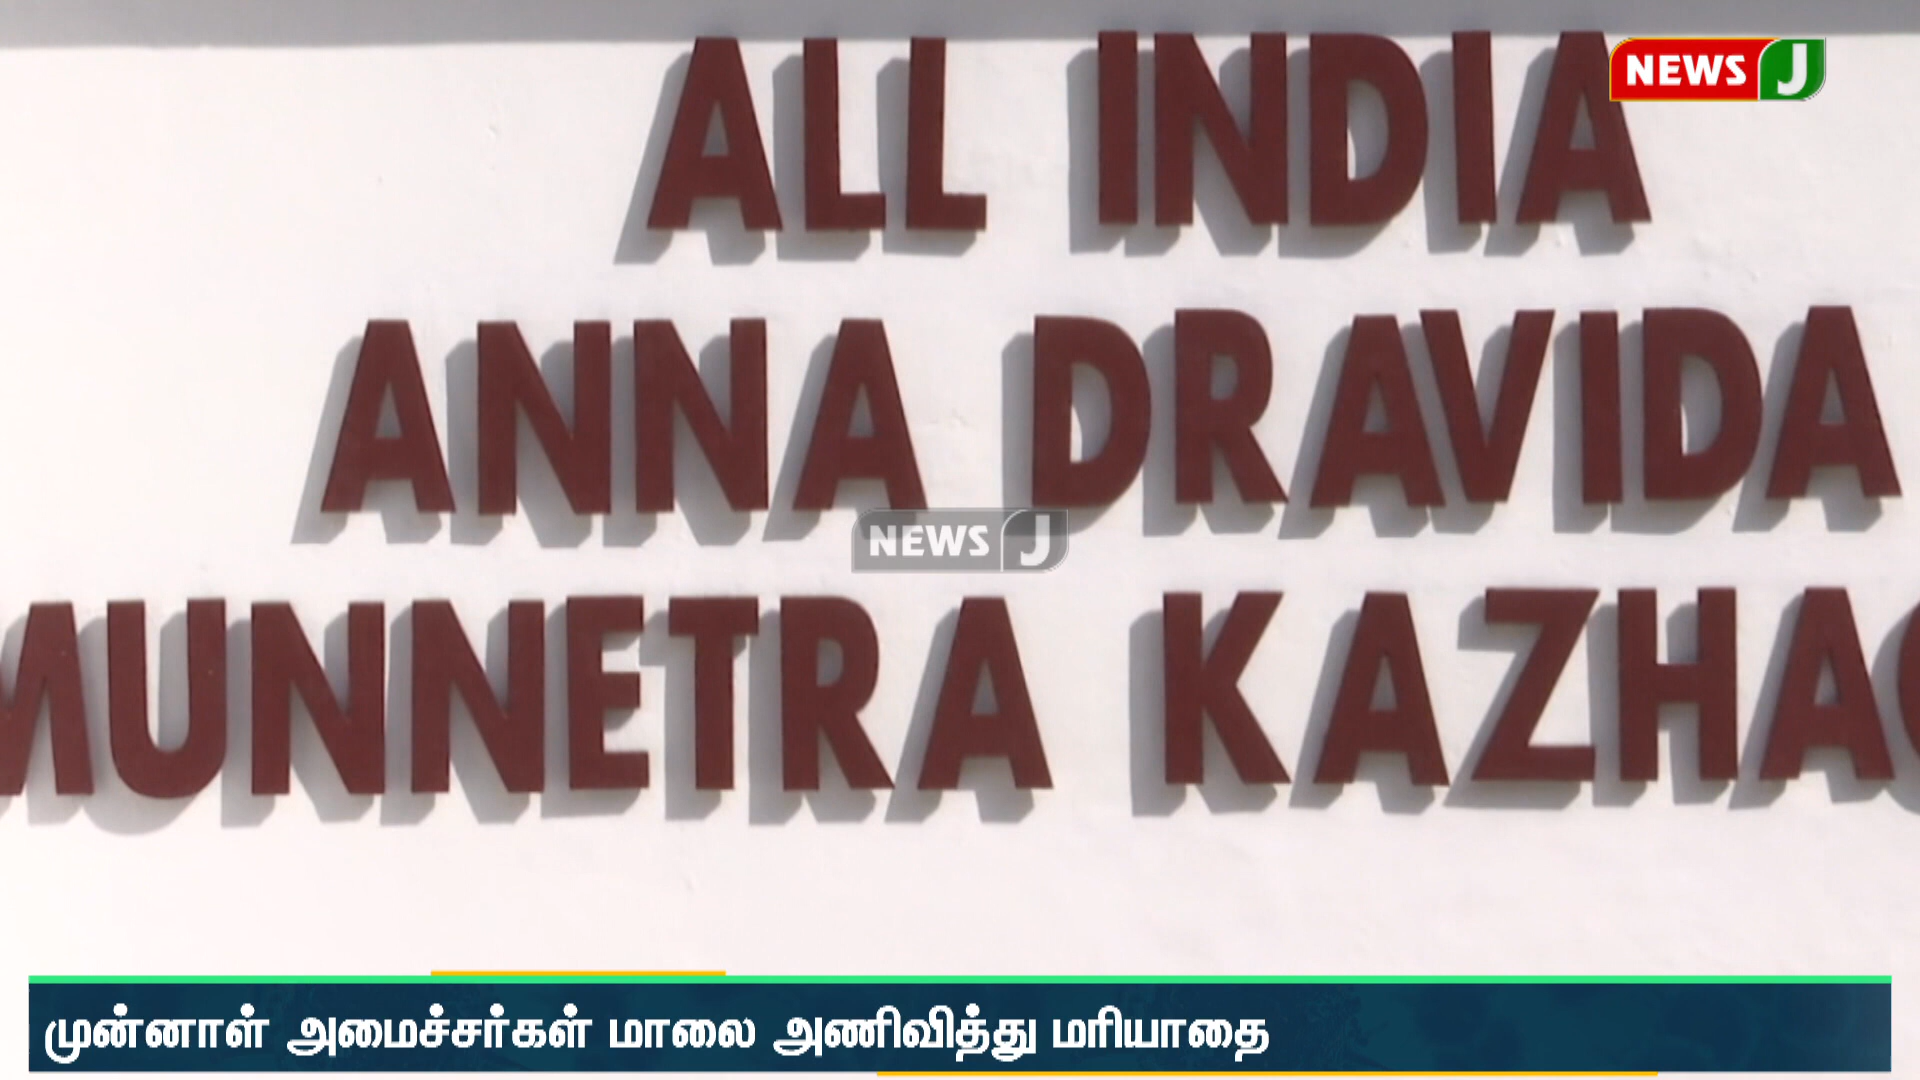 ALL INDIA
NEWS J
ANNA DRAVIDA
NEWS J
MUNNETRA KAZHAG
முன்னாள் அமைச்சர்கள் மாலை அணிவித்து மரியாதை